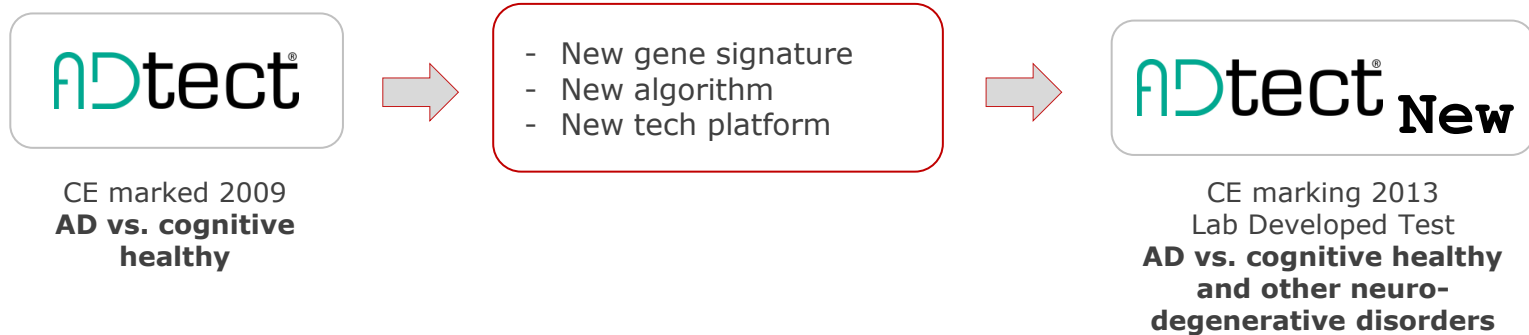 ADtect®
CE marked 2009
AD vs. cognitive
healthy
- New gene signature
- New algorithm
- New tech platform
ADtect® New
CE marking 2013
Lab Developed Test
AD vs. cognitive healthy
and other neuro-
degenerative disorders